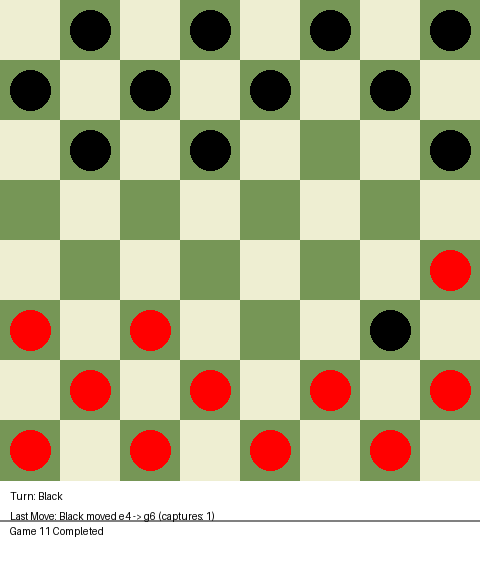 Turn: Black
Last Move: Black moved e4 -> g6 (captures: 1)
Game 11 Completed